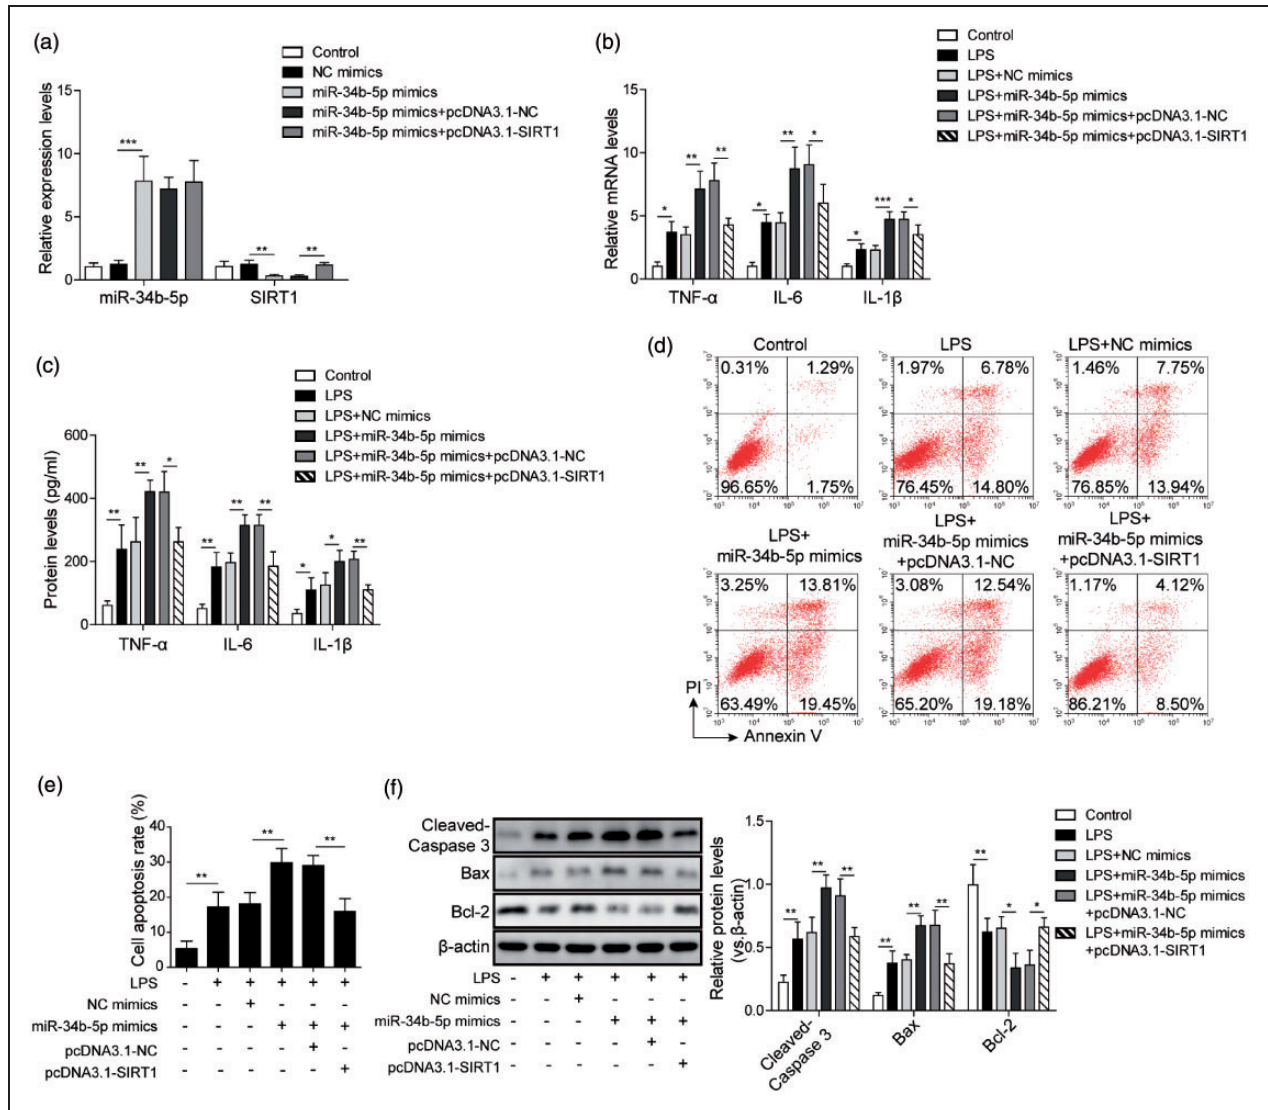 (a)
Control
NC mimics
miR-34b-5p mimics
miR-34b-5p mimics+pcDNA3.1-NC
miR-34b-5p mimics+pcDNA3.1-SIRT1
Relative expression levels
15
10
5
0
***
**
**
miR-34b-5p
SIRT1
(b)
Control
LPS
LPS+NC mimics
LPS+miR-34b-5p mimics
LPS+miR-34b-5p mimics+pcDNA3.1-NC
LPS+miR-34b-5p mimics+pcDNA3.1-SIRT1
Relative mRNA levels
15
10
5
0
* ** **
* ** *
* *** *
TNF-α
IL-6
IL-1β
(c)
Control
LPS
LPS+NC mimics
LPS+miR-34b-5p mimics
LPS+miR-34b-5p mimics+pcDNA3.1-NC
LPS+miR-34b-5p mimics+pcDNA3.1-SIRT1
Protein levels (pg/ml)
600
400
200
0
** ** *
** ** **
* * **
TNF-α
IL-6
IL-1β
(d)
Control
0.31% 1.29%
96.65% 1.75%
LPS
1.97% 6.78%
76.45% 14.80%
LPS+NC mimics
1.46% 7.75%
76.85% 13.94%
LPS+
miR-34b-5p mimics
3.25% 13.81%
63.49% 19.45%
LPS+
miR-34b-5p mimics
+pcDNA3.1-NC
3.08% 12.54%
65.20% 19.18%
LPS+
miR-34b-5p mimics
+pcDNA3.1-SIRT1
1.17% 4.12%
86.21% 8.50%
PI
Annexin V
(e)
Cell apoptosis rate (%)
40
30
20
10
0
** ** **
LPS - + + + + +
NC mimics - - + - - -
miR-34b-5p mimics - - - + + +
pcDNA3.1-NC - - - - + -
pcDNA3.1-SIRT1 - - - - - +
(f)
Cleaved-
Caspase 3
Bax
Bcl-2
β-actin
LPS - + + + + +
NC mimics - - + - - -
miR-34b-5p mimics - - - + + +
pcDNA3.1-NC - - - - + -
pcDNA3.1-SIRT1 - - - - - +
Relative protein levels
(vs. β-actin)
1.5
1.0
0.5
0.0
** ** **
** ** **
** * *
Cleaved-
Caspase 3
Bax
Bcl-2
Control
LPS
LPS+NC mimics
LPS+miR-34b-5p mimics
LPS+miR-34b-5p mimics
+pcDNA3.1-NC
LPS+miR-34b-5p mimics
+pcDNA3.1-SIRT1